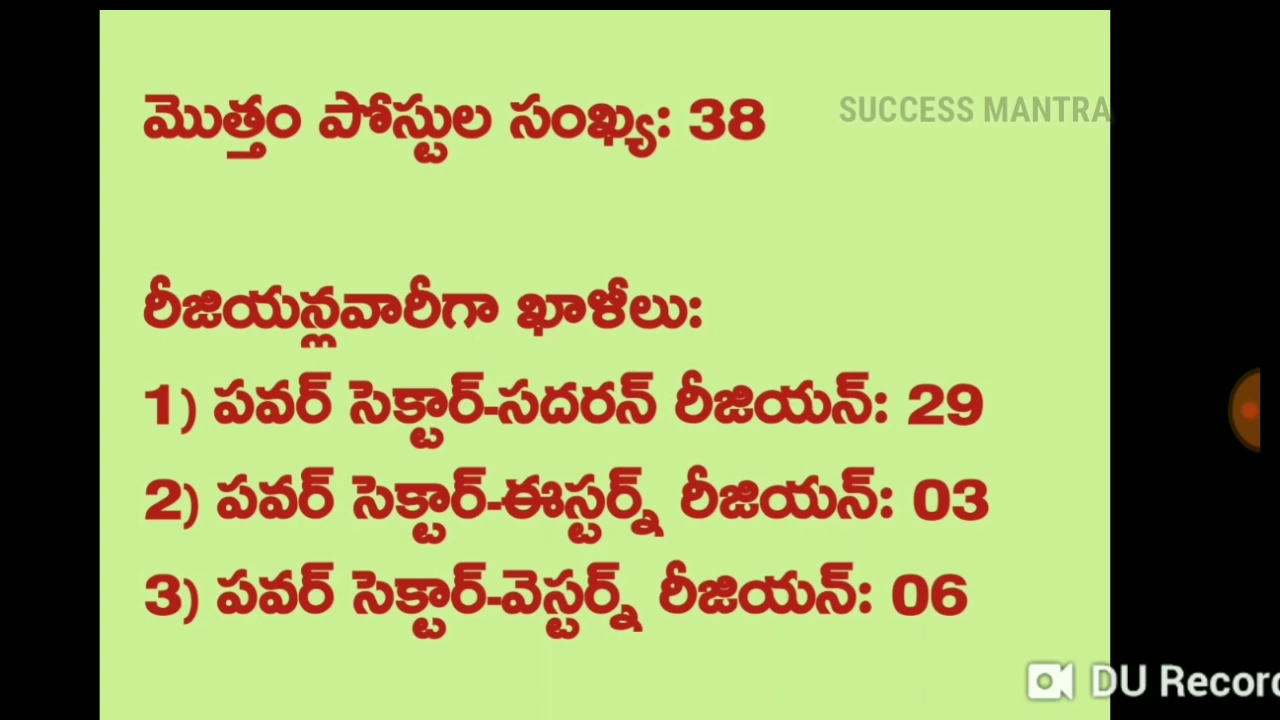 మొత్తం పోస్టుల సంఖ్య: 38
SUCCESS MANTRA
రీజియన్లవారీగా ఖాళీలు:
1) పవర్ సెక్టార్-సదరన్ రీజియన్: 29
2) పవర్ సెక్టార్-ఈస్టర్న్ రీజియన్: 03
3) పవర్ సెక్టార్-వెస్టర్న్ రీజియన్: 06
DU Recor